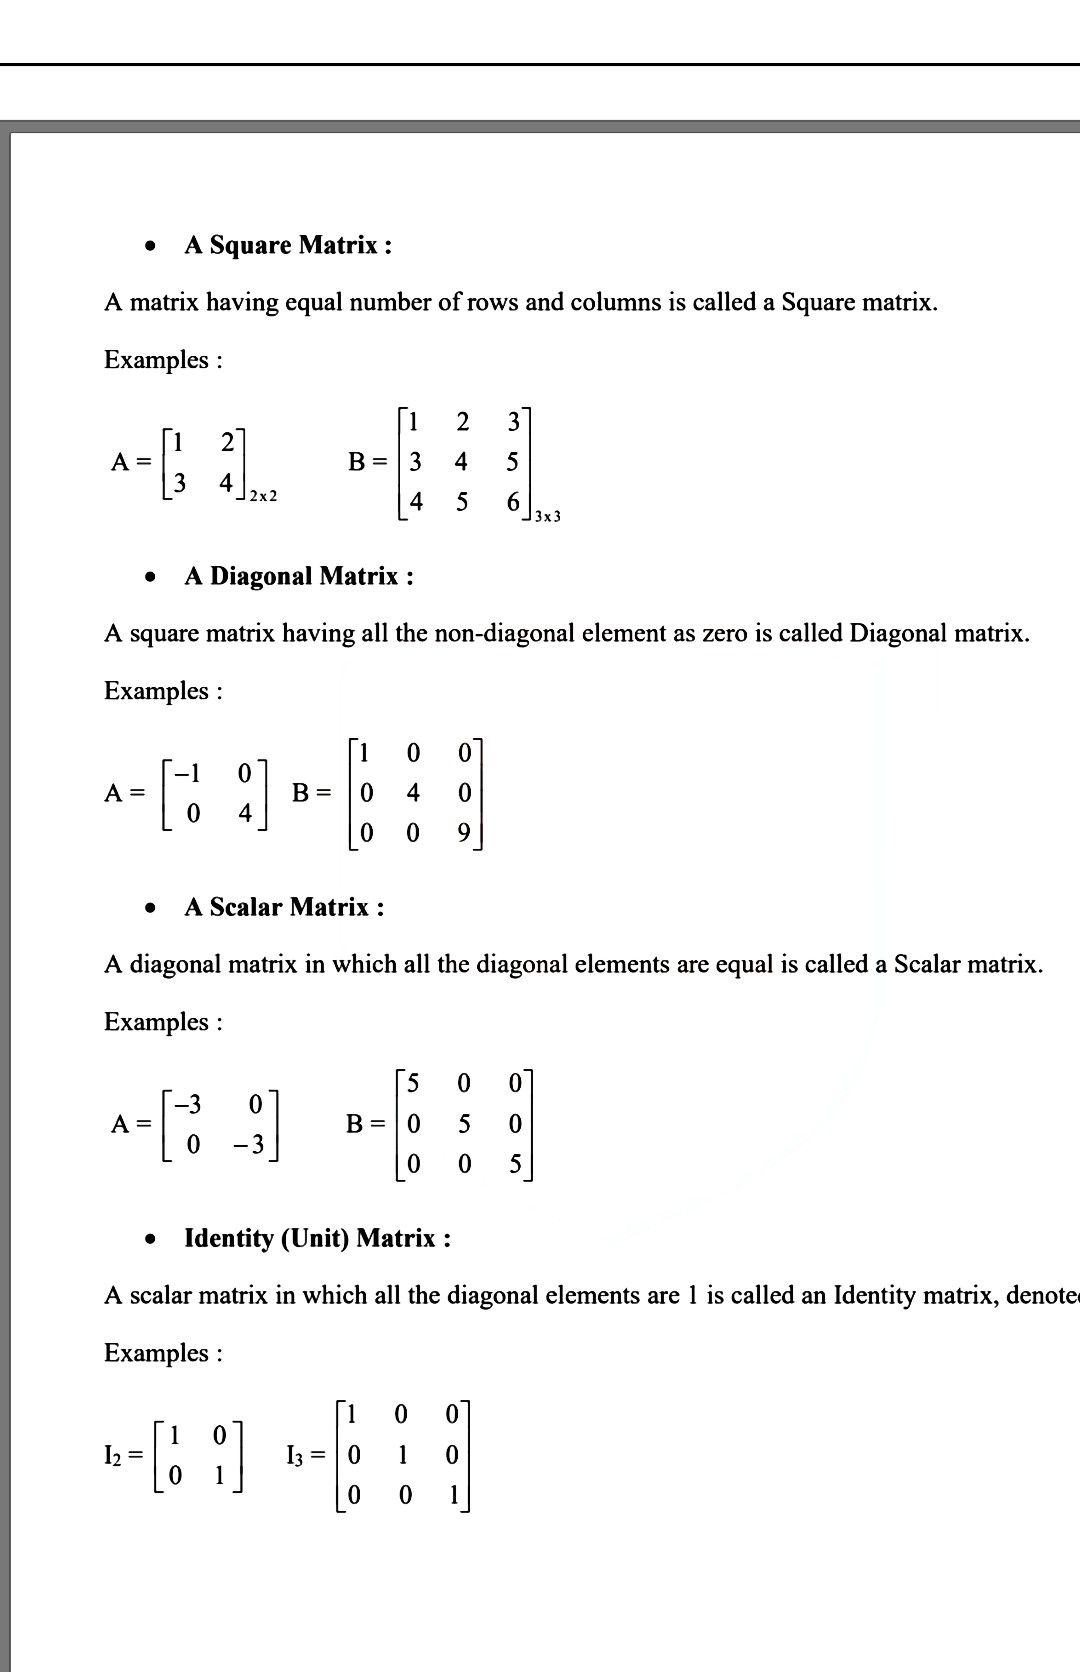 • A Square Matrix :
A matrix having equal number of rows and columns is called a Square matrix.
Examples :
A = [1 2
3 4]2x2
B = [1 2 3
3 4 5
4 5 6]3x3
• A Diagonal Matrix :
A square matrix having all the non-diagonal element as zero is called Diagonal matrix.
Examples :
A = [−1 0
0 4]
B = [1 0 0
0 4 0
0 0 9]
• A Scalar Matrix :
A diagonal matrix in which all the diagonal elements are equal is called a Scalar matrix.
Examples :
A = [−3 0
0 −3]
B = [5 0 0
0 5 0
0 0 5]
• Identity (Unit) Matrix :
A scalar matrix in which all the diagonal elements are 1 is called an Identity matrix,
Examples :
I2 = [1 0
0 1]
I3 = [1 0 0
0 1 0
0 0 1]